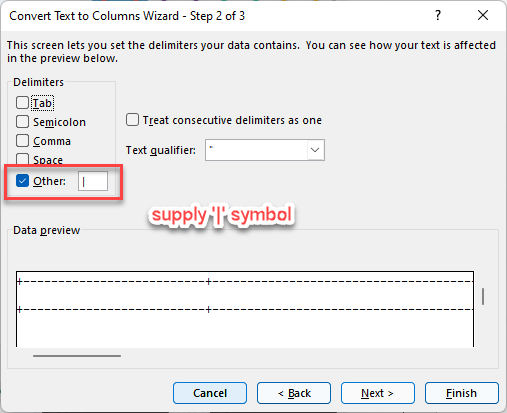 Convert Text to Columns Wizard - Step 2 of 3
This screen lets you set the delimiters your data contains. You can see how your text is affected
in the preview below.
Delimiters
Tab
Semicolon
Comma
Space
Other: |
Treat consecutive delimiters as one
Text qualifier: "
supply '|' symbol
Data preview
+--------------------+----------------------------
+--------------------+----------------------------
Cancel
< Back
Next >
Finish